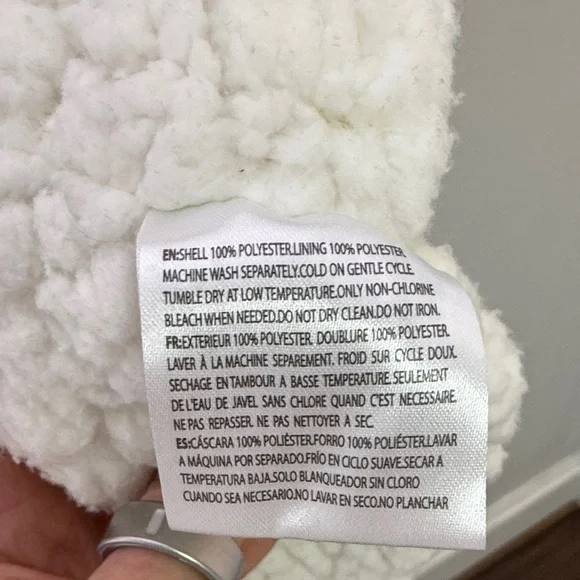 EN:SHELL 100% POLYESTER.LINING 100% POLYESTER.
MACHINE WASH SEPARATELY.COLD ON GENTLE CYCLE.
TUMBLE DRY AT LOW TEMPERATURE.ONLY NON-CHLORINE
BLEACH WHEN NEEDED.DO NOT DRY CLEAN.DO NOT IRON.
FR:EXTERIEUR 100% POLYESTER. DOUBLURE 100% POLYESTER.
LAVER À LA MACHINE SEPAREMENT. FROID SUR CYCLE DOUX.
SECHAGE EN TAMBOUR A BASSE TEMPERATURE.SEULEMENT
DE L'EAU DE JAVEL SANS CHLORE QUAND C'EST NECESSAIRE.
NE PAS REPASSER. NE PAS NETTOYER A SEC.
ES:CÁSCARA 100% POLIÉSTER.FORRO 100% POLIÉSTER.LAVAR
A MÁQUINA POR SEPARADO.FRÍO EN CICLO SUAVE.SECAR A
TEMPERATURA BAJA.SOLO BLANQUEADOR SIN CLORO
CUANDO SEA NECESARIO.NO LAVAR EN SECO.NO PLANCHAR